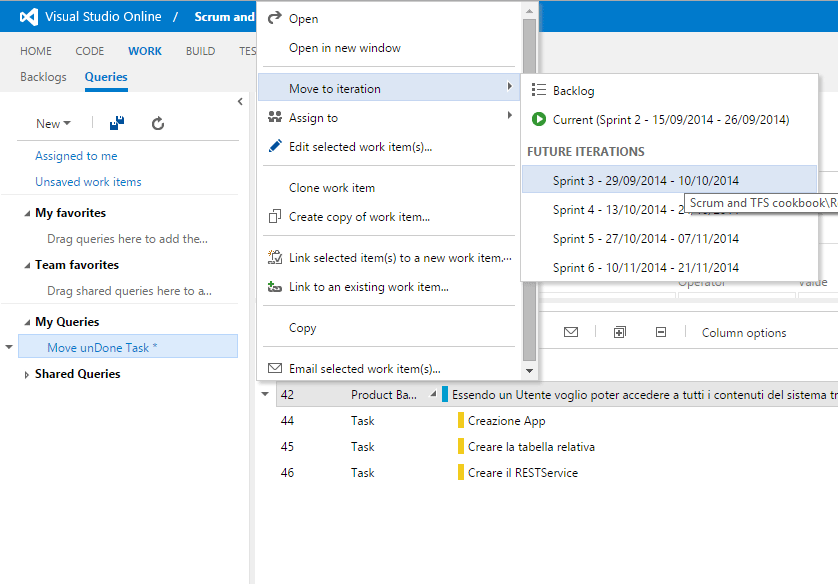 Visual Studio Online / Scrum and
HOME CODE WORK BUILD TES
Backlogs Queries
New
Assigned to me
Unsaved work items
My favorites
Drag queries here to add the...
Team favorites
Drag shared queries here to a...
My Queries
Move unDone Task *
Shared Queries
Open
Open in new window
Move to iteration
Assign to
Edit selected work item(s)...
Clone work item
Create copy of work item...
Link selected item(s) to a new work item...
Link to an existing work item...
Copy
Email selected work item(s)...
Backlog
Current (Sprint 2 - 15/09/2014 - 26/09/2014)
FUTURE ITERATIONS
Sprint 3 - 29/09/2014 - 10/10/2014
Scrum and TFS cookbook\R
Sprint 4 - 13/10/2014 - 2
Sprint 5 - 27/10/2014 - 07/11/2014
Sprint 6 - 10/11/2014 - 21/11/2014
Operator Value
Column options
42 Product Ba... Essendo un Utente voglio poter accedere a tutti i contenuti del sistema tr
44 Task Creazione App
45 Task Creare la tabella relativa
46 Task Creare il RESTService